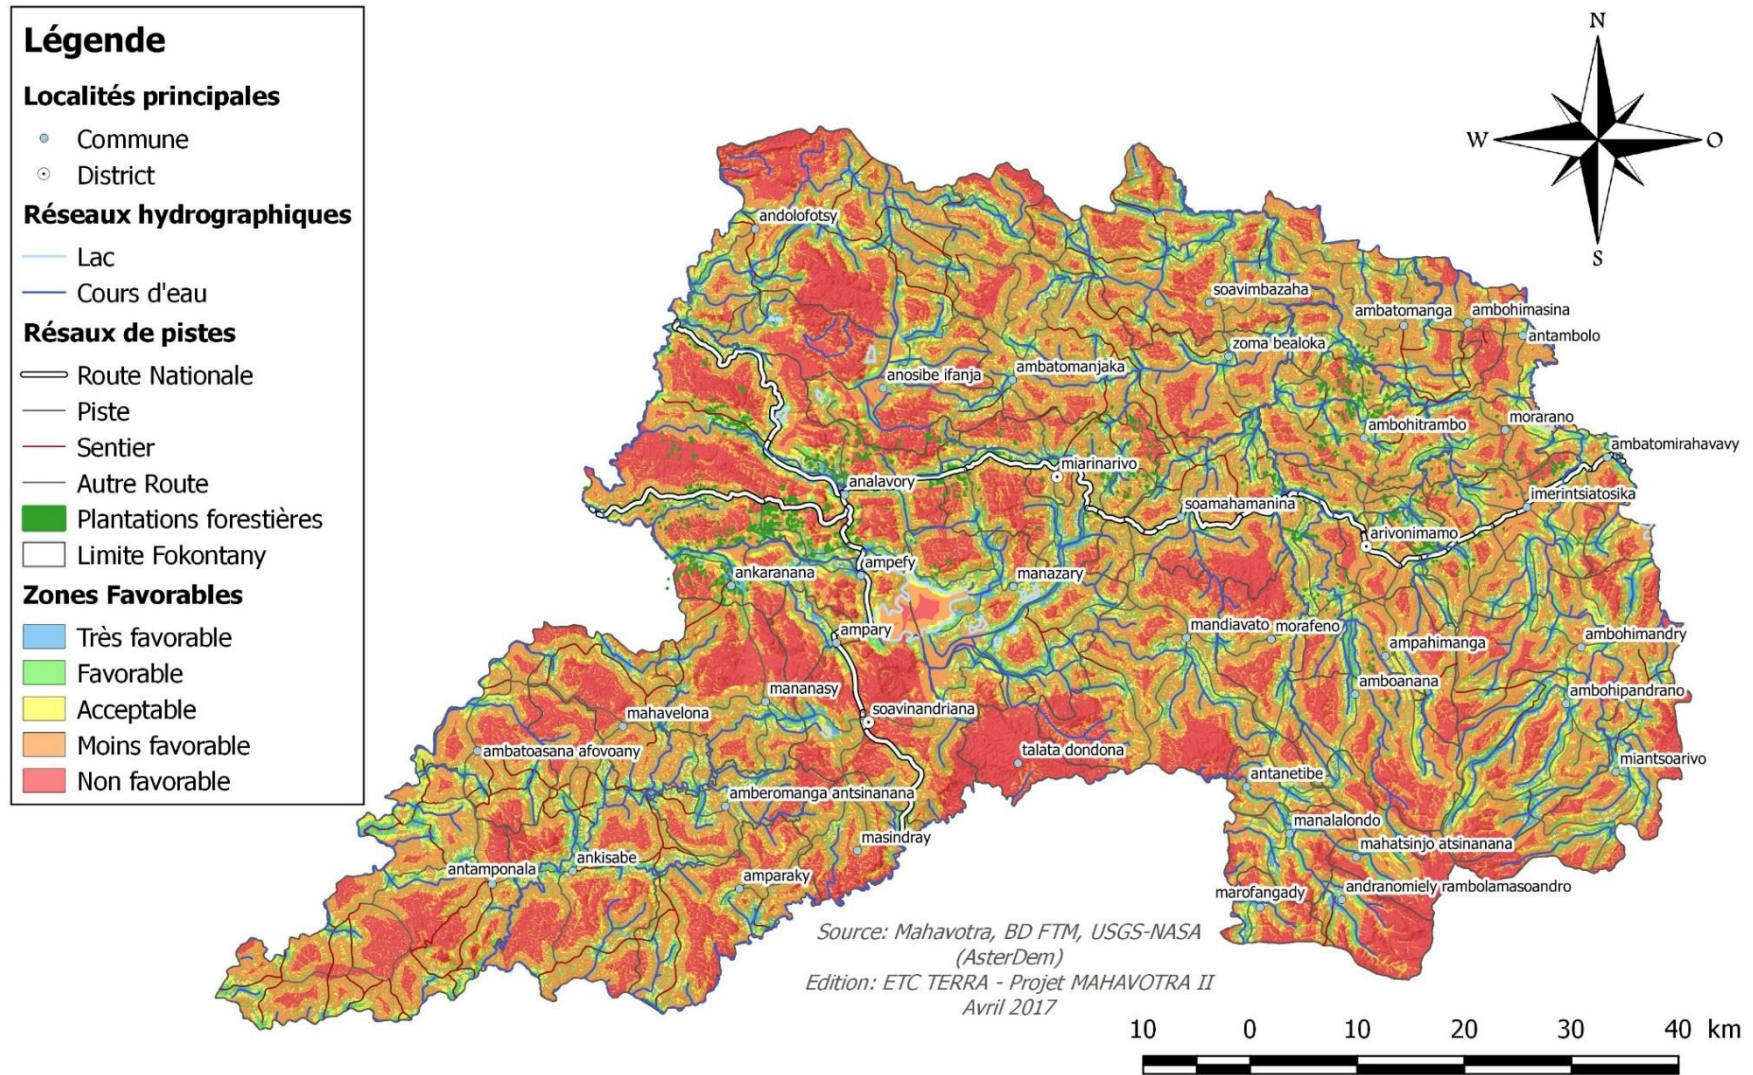 Légende
Localités principales
Commune
District
Réseaux hydrographiques
Lac
Cours d'eau
Résaux de pistes
Route Nationale
Piste
Sentier
Autre Route
Plantations forestières
Limite Fokontany
Zones Favorables
Très favorable
Favorable
Acceptable
Moins favorable
Non favorable
N
W
O
S
andolofotsy
soavimbazaha
ambatomanga
ambohimasina
antambolo
zoma bealoka
anosibe ifanja
ambatomanjaka
ambohitrambo
morarano
ambatomirahavavy
miarinarivo
analavory
soamahamanina
imerintsiatosika
arivonimamo
ankaranana
ampefy
manazary
ampary
mandiavato
morafeno
ampahimanga
ambohimandry
mananasy
amboanana
ambohipandrano
mahavelona
soavinandriana
ambatoasana afovoany
talata dondona
miantsoarivo
antanetibe
amberomanga antsinanana
manalalondo
masindray
mahatsinjo atsinanana
antamponala
ankisabe
amparaky
marofangady
andranomiely rambolamasoandro
Source: Mahavotra, BD FTM, USGS-NASA
(AsterDem)
Edition: ETC TERRA - Projet MAHAVOTRA II
Avril 2017
10 0 10 20 30 40 km